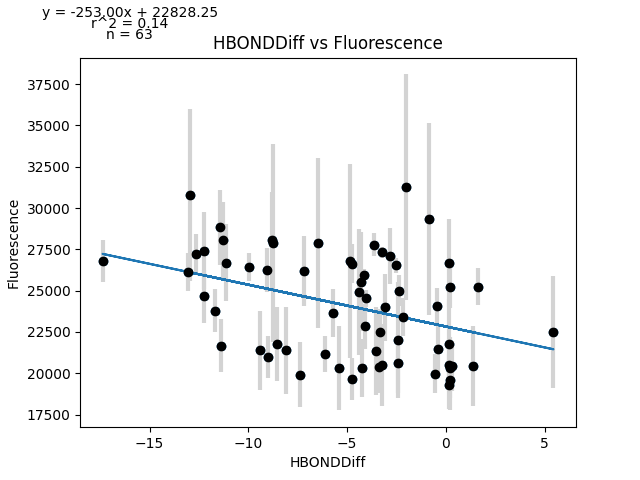 y = -253.00x + 22828.25
r^2 = 0.14
n = 63
HBONDDiff vs Fluorescence
37500
35000
32500
30000
27500
25000
22500
20000
17500
Fluorescence
−15
−10
−5
0
5
HBONDDiff